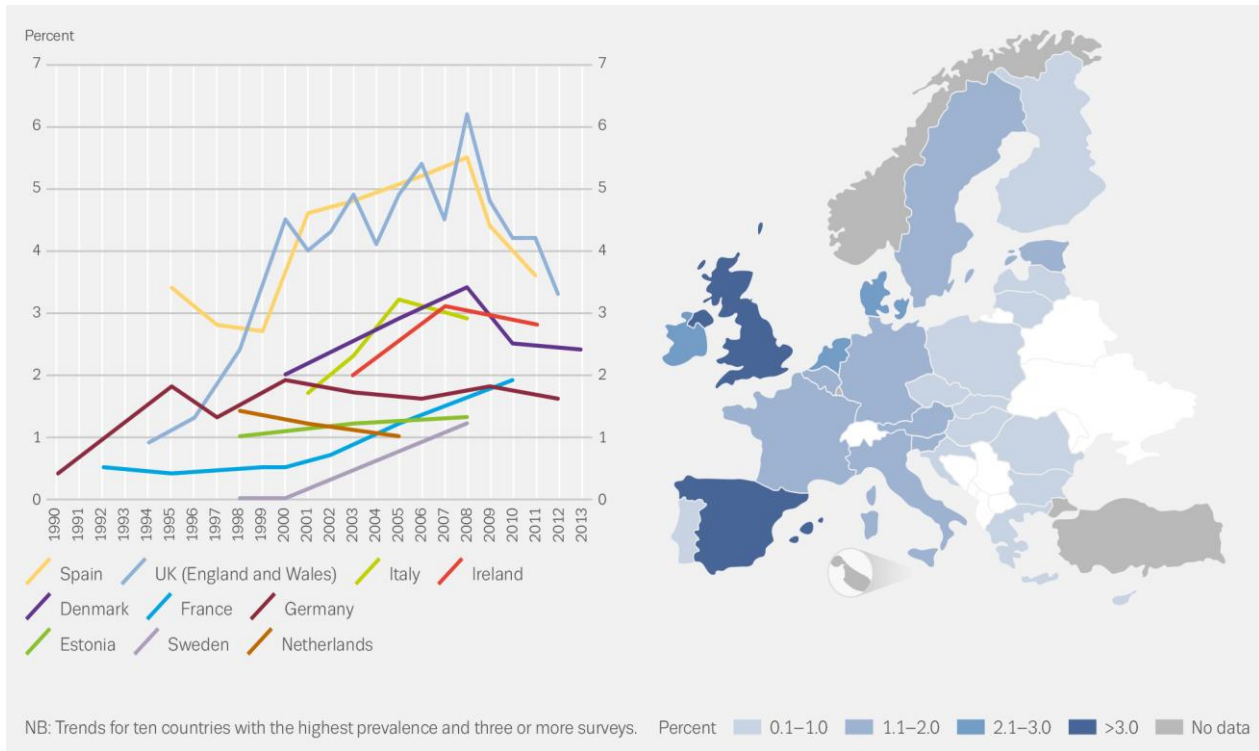 Percent
7 7
6 6
5 5
4 4
3 3
2 2
1 1
0 0
1990 1991 1992 1993 1994 1995 1996 1997 1998 1999 2000 2001 2002 2003 2004 2005 2006 2007 2008 2009 2010 2011 2012 2013
Spain UK (England and Wales) Italy Ireland
Denmark France Germany
Estonia Sweden Netherlands
NB: Trends for ten countries with the highest prevalence and three or more surveys.
Percent 0.1–1.0 1.1–2.0 2.1–3.0 >3.0 No data